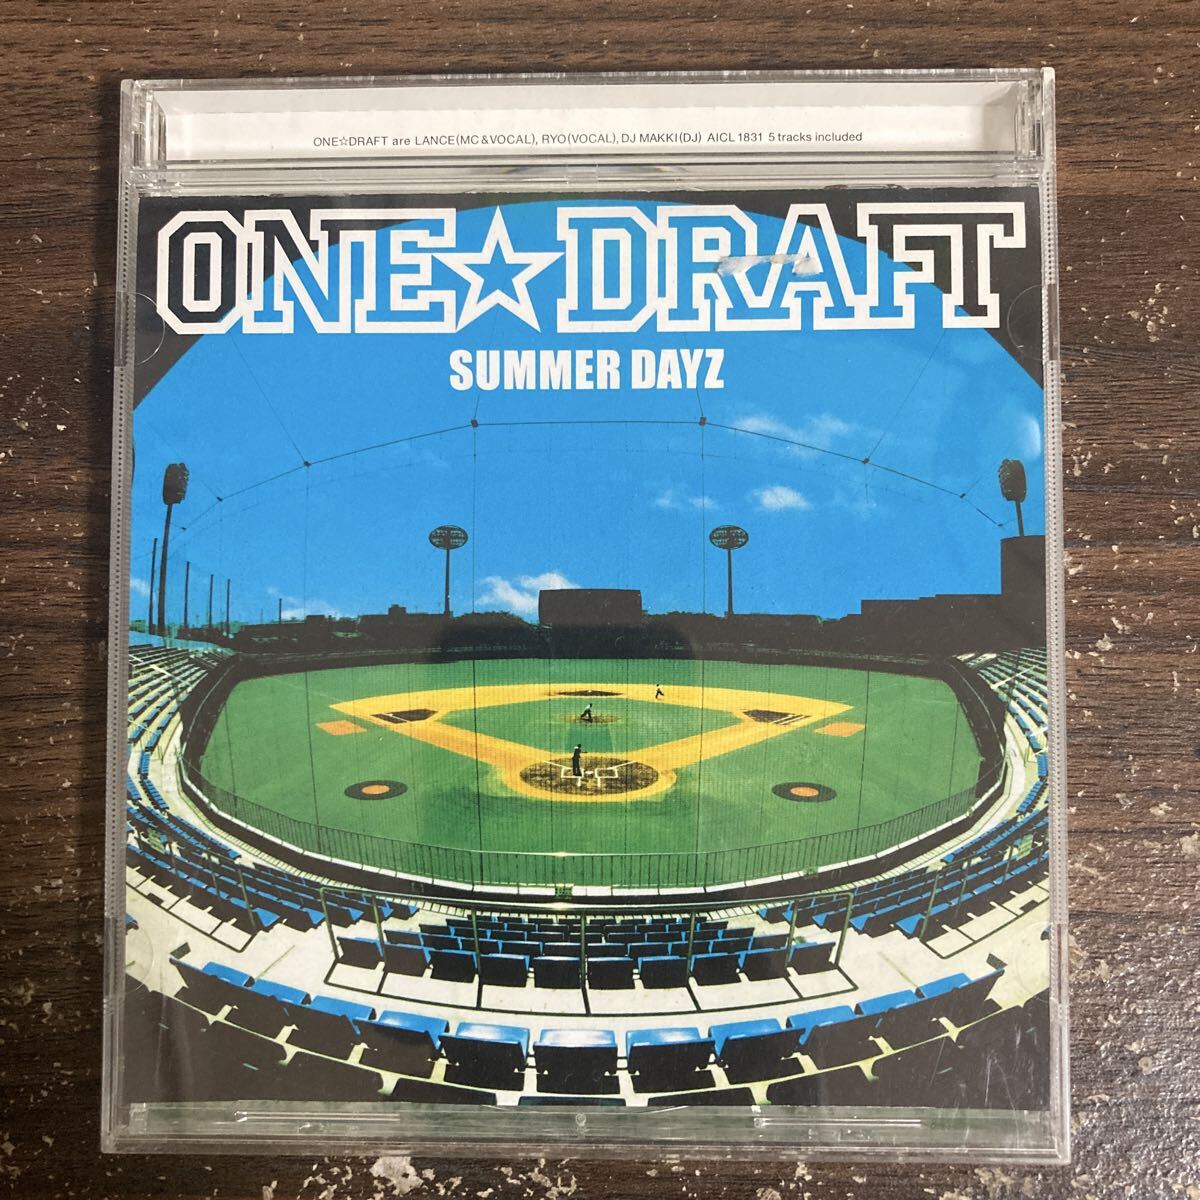 ONE☆DRAFT are LANCE(MC&VOCAL), RYO(VOCAL), DJ MAKKI(DJ) AICL 1831 5 tracks included
ONE☆DRAFT
SUMMER DAYZ